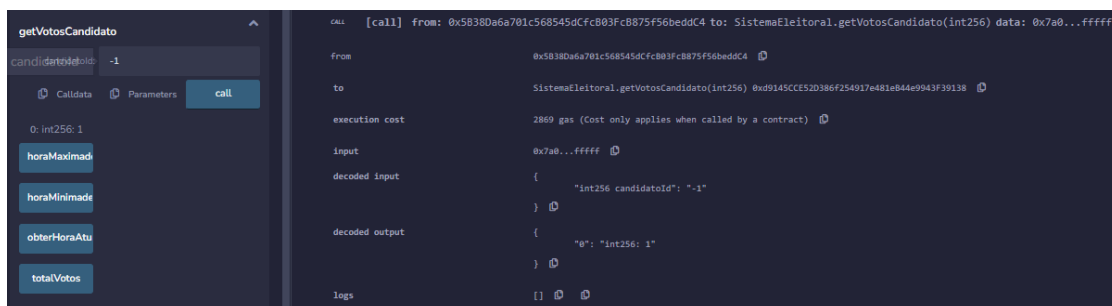 getVotosCandidato
candidatoId -1
Calldata Parameters call
0: int256: 1
horaMaximade
horaMinimade
obterHoraAtu
totalVotos
CALL [call] from: 0x5B38Da6a701c568545dCfcB03FcB875f56beddC4 to: SistemaEleitoral.getVotosCandidato(int256) data: 0x7a0...fffff
from 0x5B38Da6a701c568545dCfcB03FcB875f56beddC4
to SistemaEleitoral.getVotosCandidato(int256) 0xd9145CCE52D386f254917e481eB44e9943F39138
execution cost 2869 gas (Cost only applies when called by a contract)
input 0x7a0...fffff
decoded input {
"int256 candidatoId": "-1"
}
decoded output {
"0": "int256: 1"
}
logs []